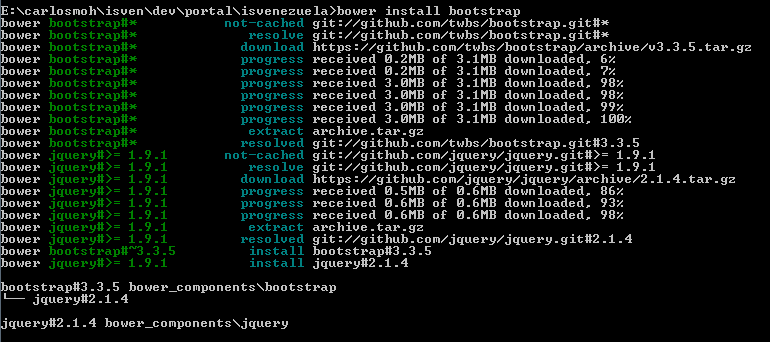 E:\carlosmoh\isven\dev\portal\isvenezuela>bower install bootstrap
bower bootstrap#* not-cached git://github.com/twbs/bootstrap.git#*
bower bootstrap#* resolve git://github.com/twbs/bootstrap.git#*
bower bootstrap#* download https://github.com/twbs/bootstrap/archive/v3.3.5.tar.gz
bower bootstrap#* progress received 0.2MB of 3.1MB downloaded, 6%
bower bootstrap#* progress received 0.2MB of 3.1MB downloaded, 7%
bower bootstrap#* progress received 3.0MB of 3.1MB downloaded, 98%
bower bootstrap#* progress received 3.0MB of 3.1MB downloaded, 98%
bower bootstrap#* progress received 3.0MB of 3.1MB downloaded, 99%
bower bootstrap#* progress received 3.0MB of 3.1MB downloaded, 100%
bower bootstrap#* extract archive.tar.gz
bower bootstrap#* resolved git://github.com/twbs/bootstrap.git#3.3.5
bower jquery#>= 1.9.1 not-cached git://github.com/jquery/jquery.git#>= 1.9.1
bower jquery#>= 1.9.1 resolve git://github.com/jquery/jquery.git#>= 1.9.1
bower jquery#>= 1.9.1 download https://github.com/jquery/jquery/archive/2.1.4.tar.gz
bower jquery#>= 1.9.1 progress received 0.5MB of 0.6MB downloaded, 86%
bower jquery#>= 1.9.1 progress received 0.6MB of 0.6MB downloaded, 93%
bower jquery#>= 1.9.1 progress received 0.6MB of 0.6MB downloaded, 98%
bower jquery#>= 1.9.1 extract archive.tar.gz
bower jquery#>= 1.9.1 resolved git://github.com/jquery/jquery.git#2.1.4
bower bootstrap#~3.3.5 install bootstrap#3.3.5
bower jquery#>= 1.9.1 install jquery#2.1.4
bootstrap#3.3.5 bower_components\bootstrap
└── jquery#2.1.4
jquery#2.1.4 bower_components\jquery